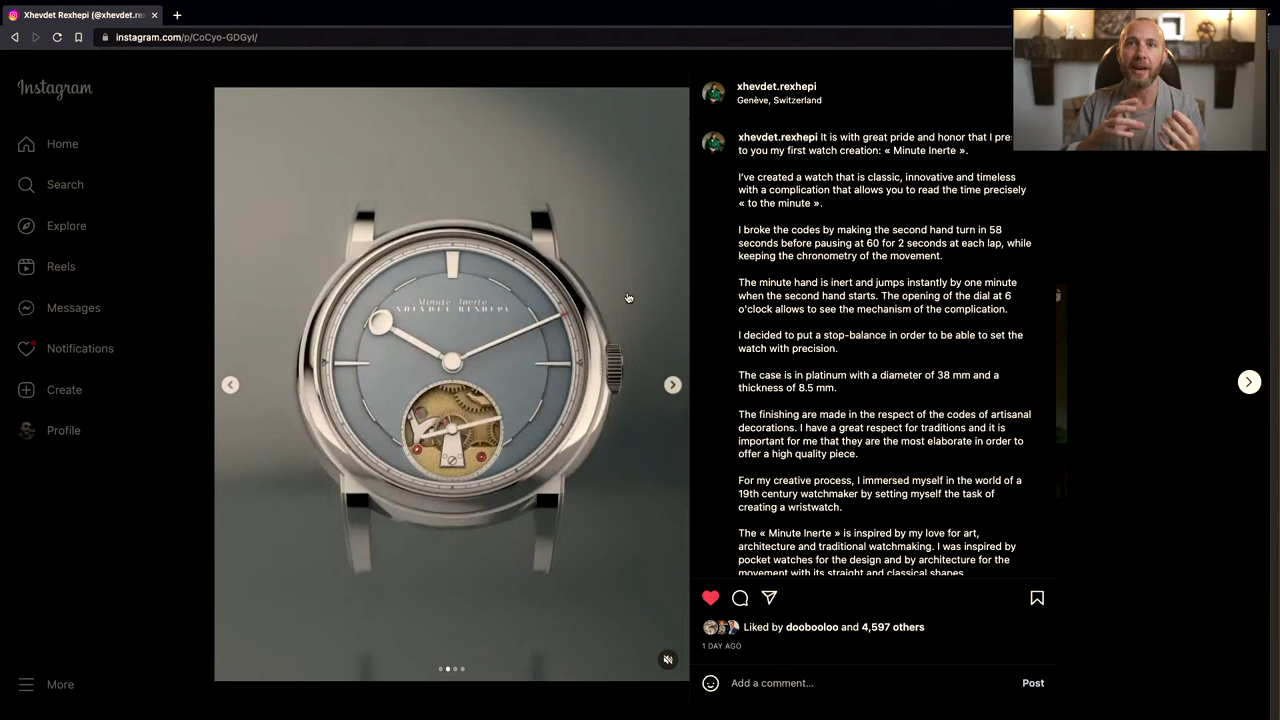 Xhevdet Rexhepi (@xhevdet.re
instagram.com/p/CoCyo-GDGyI/
Instagram
Home
Search
Explore
Reels
Messages
Notifications
Create
Profile
More
Minute Inerte
XHEVDET REXHEPI
xhevdet.rexhepi
Genève, Switzerland
xhevdet.rexhepi It is with great pride and honor that I pre
to you my first watch creation: « Minute Inerte ».
I've created a watch that is classic, innovative and timeless
with a complication that allows you to read the time precisely
« to the minute ».
I broke the codes by making the second hand turn in 58
seconds before pausing at 60 for 2 seconds at each lap, while
keeping the chronometry of the movement.
The minute hand is inert and jumps instantly by one minute
when the second hand starts. The opening of the dial at 6
o'clock allows to see the mechanism of the complication.
I decided to put a stop-balance in order to be able to set the
watch with precision.
The case is in platinum with a diameter of 38 mm and a
thickness of 8.5 mm.
The finishing are made in the respect of the codes of artisanal
decorations. I have a great respect for traditions and it is
important for me that they are the most elaborate in order to
offer a high quality piece.
For my creative process, I immersed myself in the world of a
19th century watchmaker by setting myself the task of
creating a wristwatch.
The « Minute Inerte » is inspired by my love for art,
architecture and traditional watchmaking. I was inspired by
pocket watches for the design and by architecture for the
movement with its straight and classical shapes.
Liked by doobooloo and 4,597 others
1 DAY AGO
Add a comment...
Post